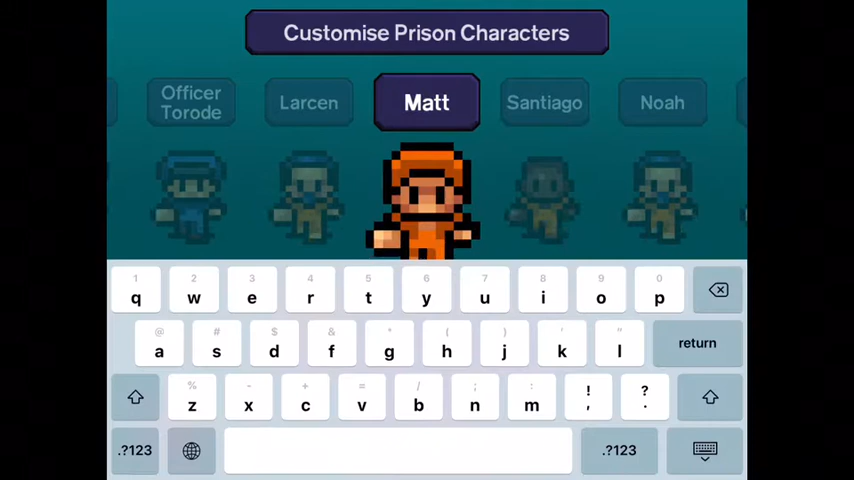 Customise Prison Characters
Officer
Torode
Larcen
Matt
Santiago
Noah
1 2 3 4 5 6 7 8 9 0
q w e r t y u i o p
@ # $ & * ( ) ' "
a s d f g h j k l return
% - + = / ; : ! ?
z x c v b n m , .
.?123 .?123